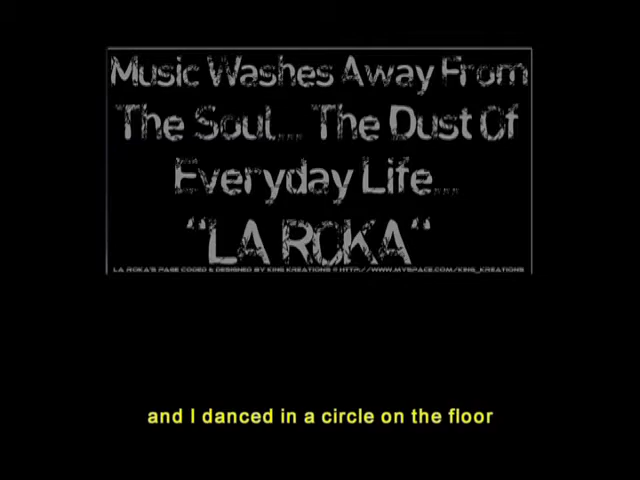 Music Washes Away From
The Soul... The Dust Of
Everyday Life...
"LA ROKA"
LA ROKA'S PAGE CODED & DESIGNED BY KING KREATIONS @ HTTP://WWW.MYSPACE.COM/KING_KREATIONS
and I danced in a circle on the floor